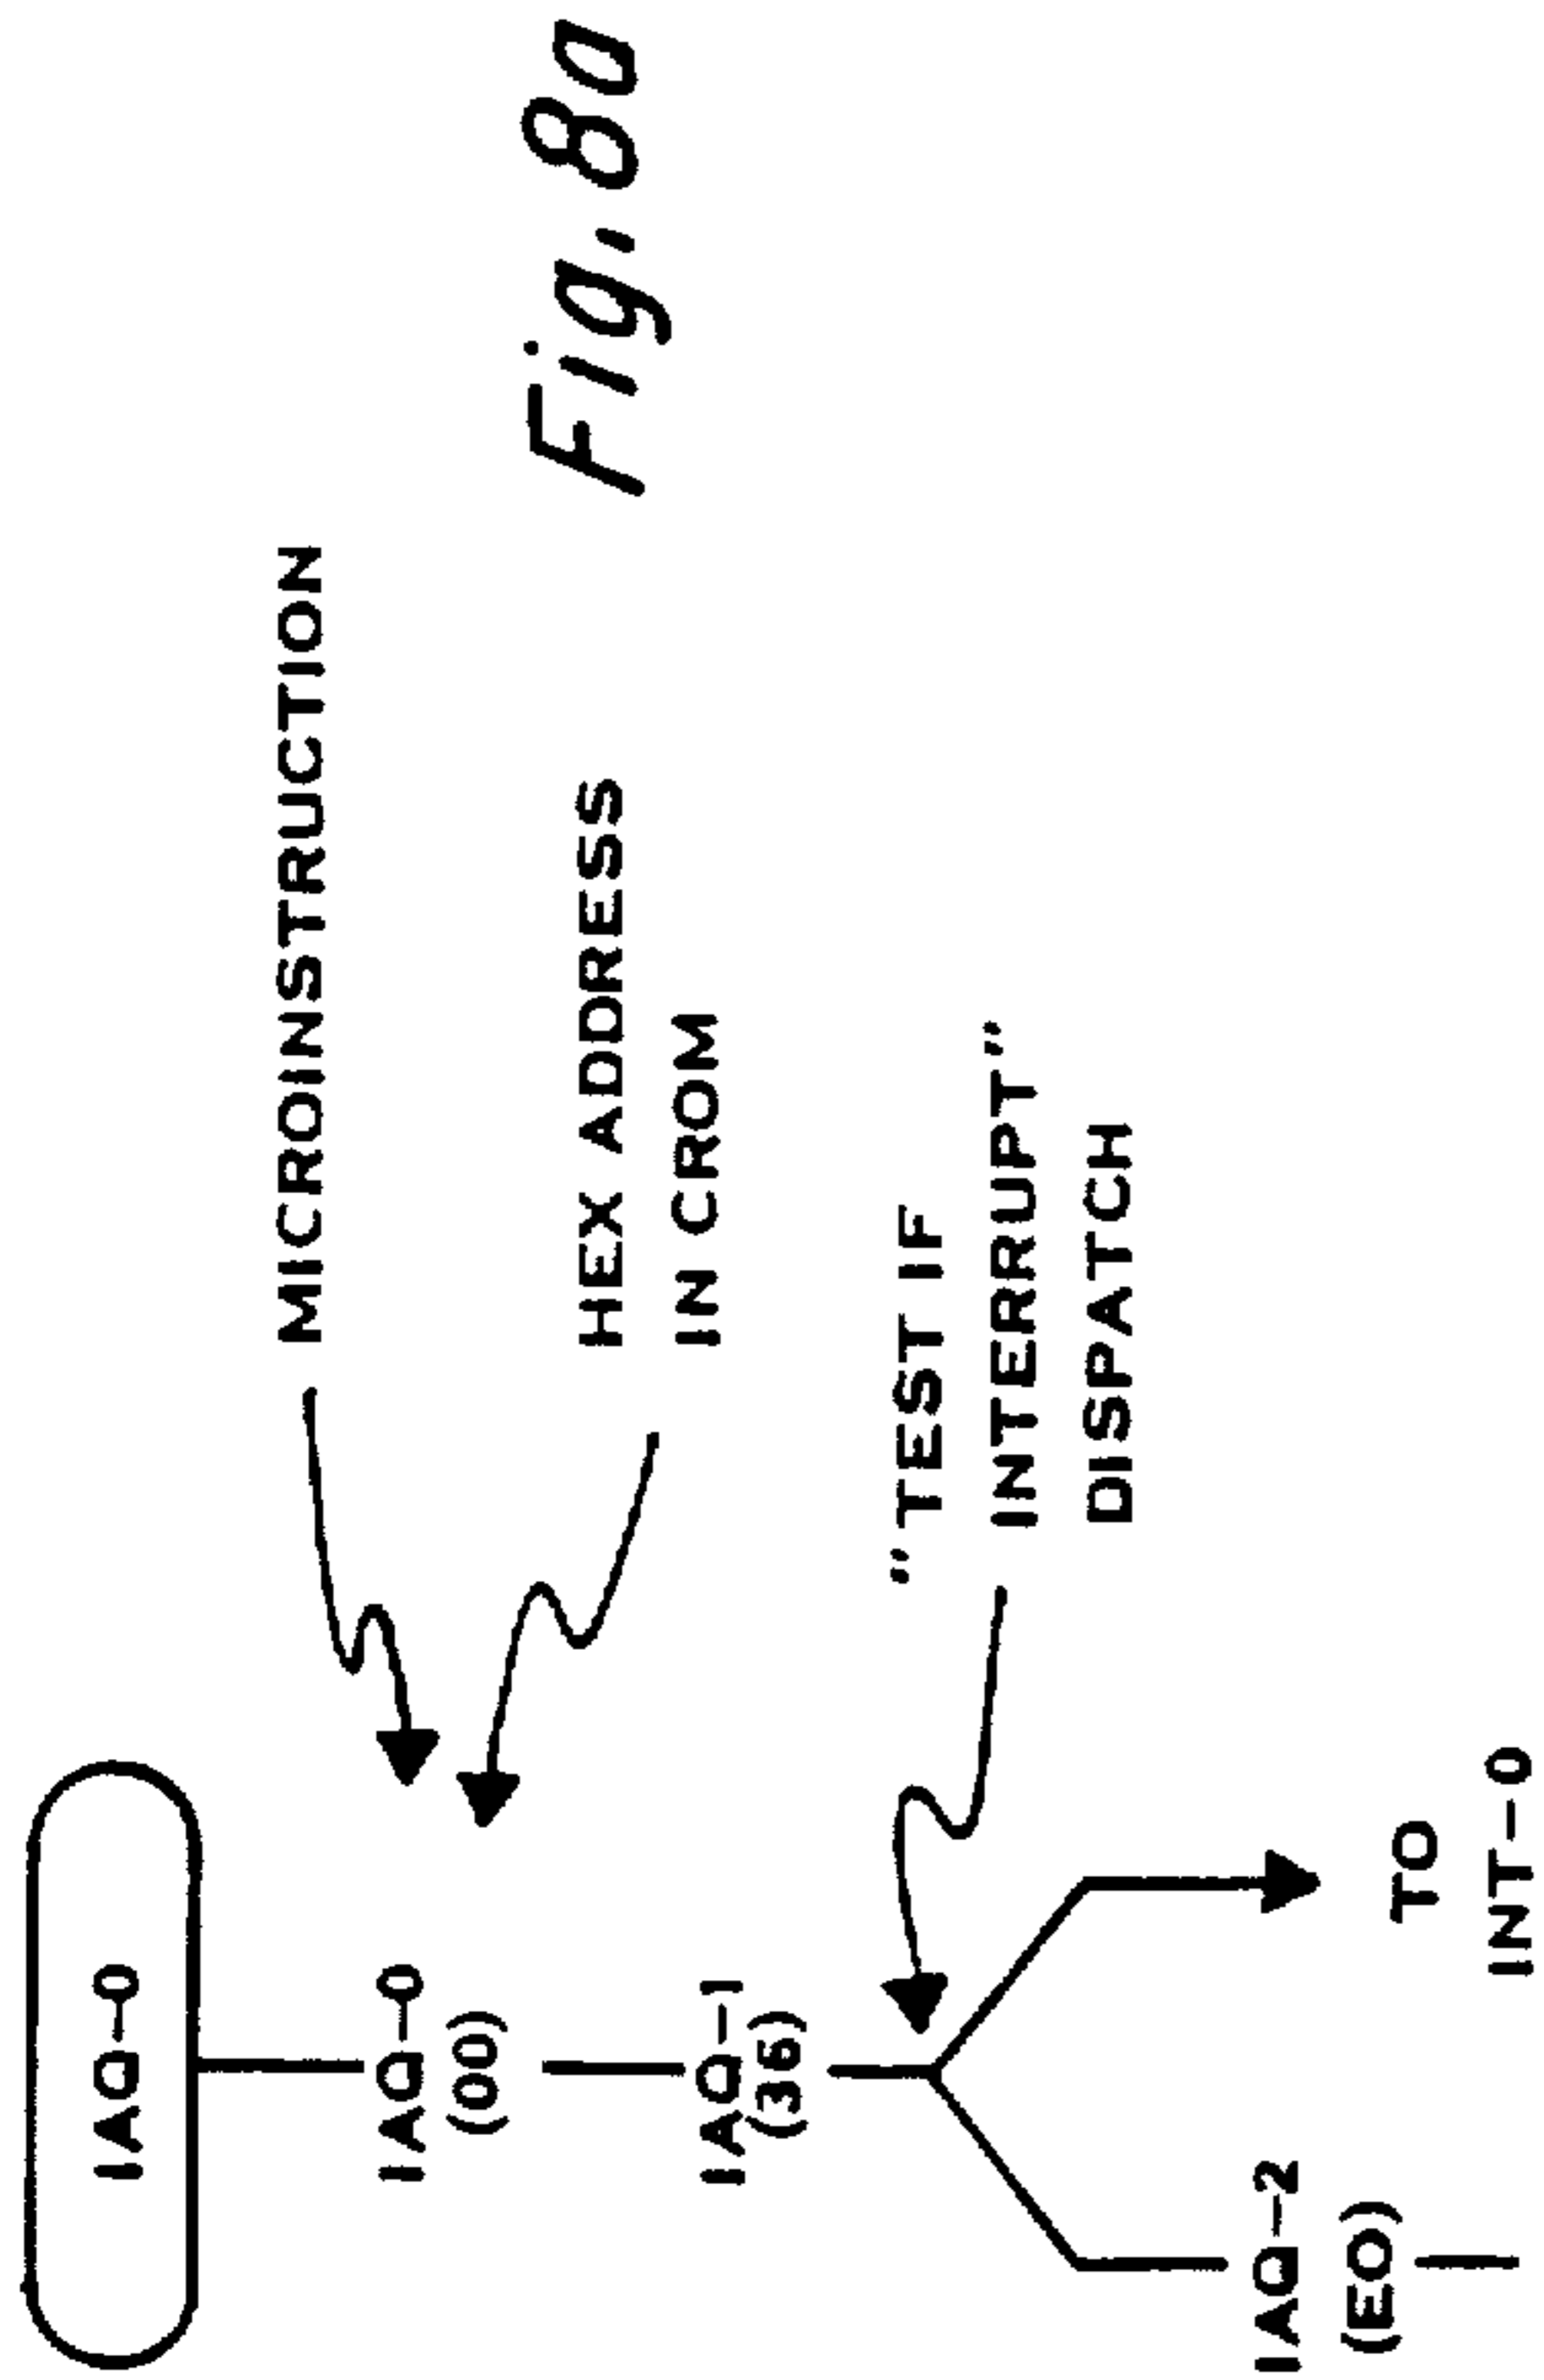 IAQ-0
IAQ-0
(00)
MICROINSTRUCTION
HEX ADDRESS
IN CROM
IAQ-1
(36)
"TEST IF
INTERRUPT"
DISPATCH
IAQ-2
(E0)
TO
INT-0
Fig. 8a